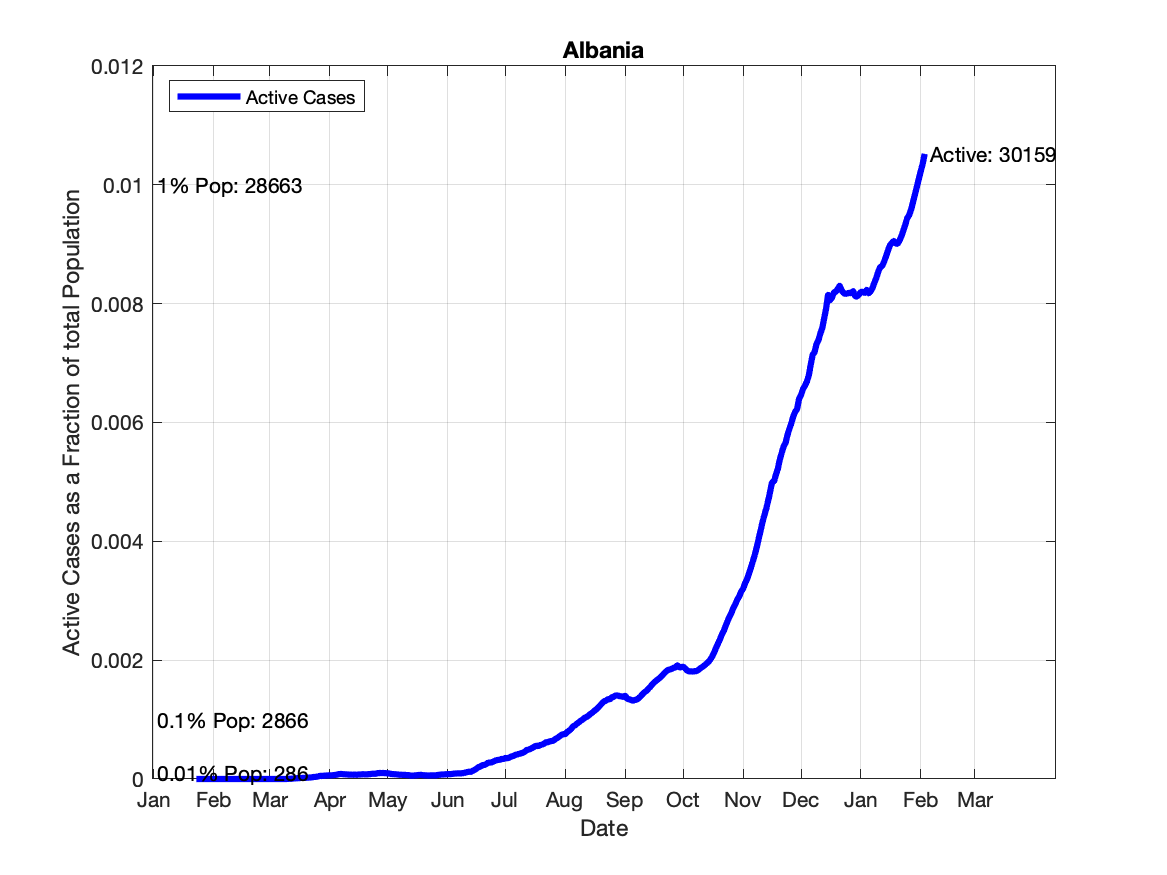 Albania
0.012
Active Cases
Active: 30159
0.01
1% Pop: 28663
0.008
0.006
0.004
0.002
0.1% Pop: 2866
0
0.01% Pop: 286
Jan Feb Mar Apr May Jun Jul Aug Sep Oct Nov Dec Jan Feb Mar
Date
Active Cases as a Fraction of total Population